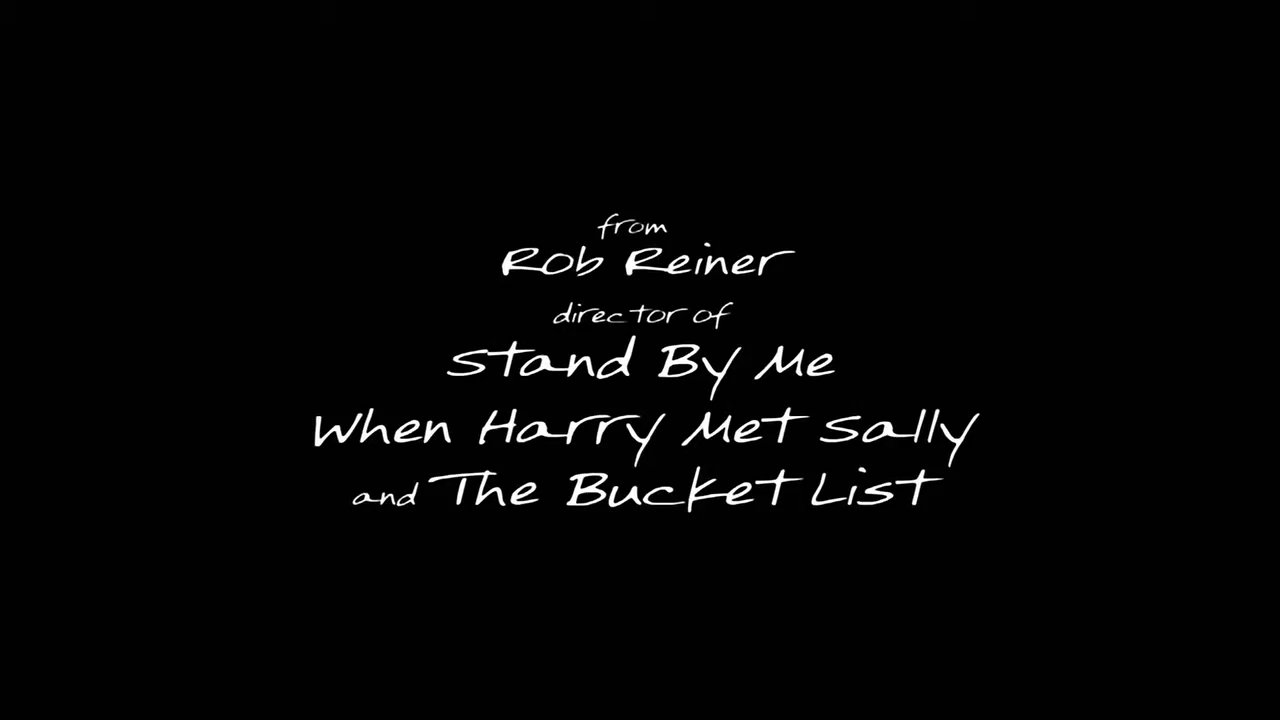 from
Rob Reiner
director of
Stand By Me
When Harry Met Sally
and The Bucket List